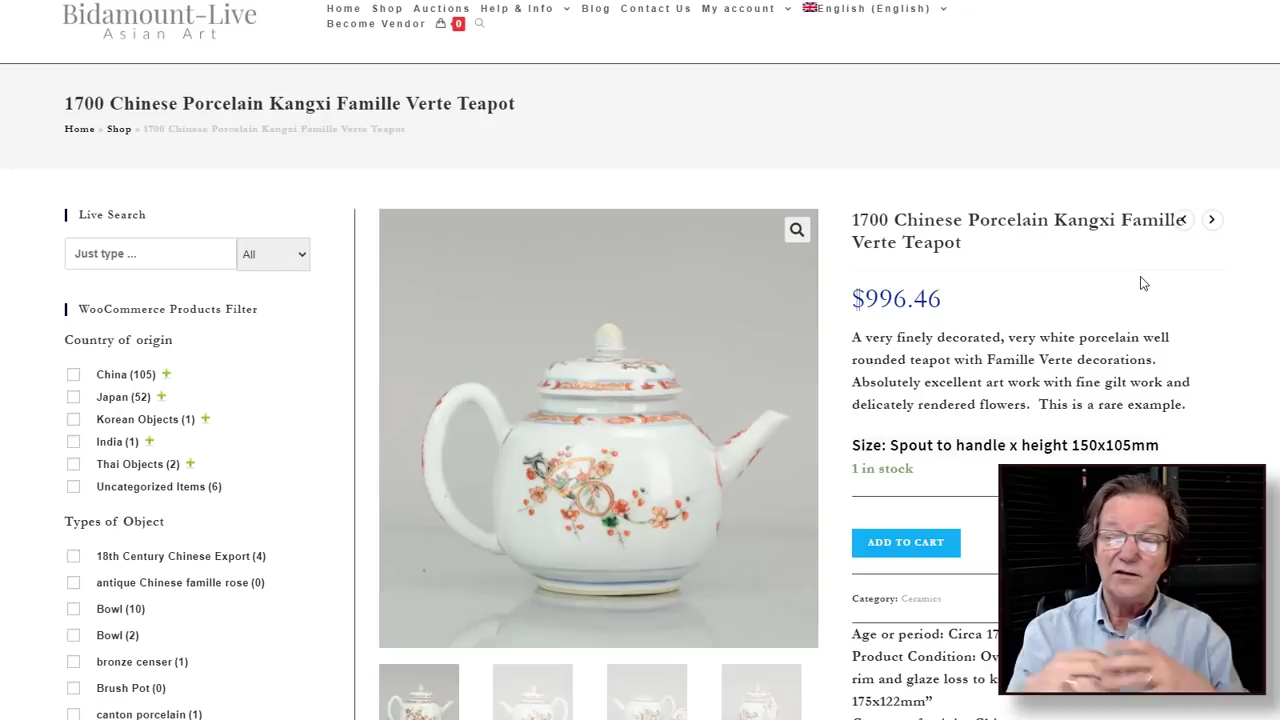 Bidamount-Live
Asian Art
Home Shop Auctions Help & Info Blog Contact Us My account English (English)
Become Vendor 0
1700 Chinese Porcelain Kangxi Famille Verte Teapot
Home » Shop » 1700 Chinese Porcelain Kangxi Famille Verte Teapot
Live Search
Just type ... All
WooCommerce Products Filter
Country of origin
China (105)
Japan (52)
Korean Objects (1)
India (1)
Thai Objects (2)
Uncategorized Items (6)
Types of Object
18th Century Chinese Export (4)
antique Chinese famille rose (0)
Bowl (10)
Bowl (2)
bronze censer (1)
Brush Pot (0)
canton porcelain (1)
1700 Chinese Porcelain Kangxi Famille
Verte Teapot
$996.46
A very finely decorated, very white porcelain well
rounded teapot with Famille Verte decorations.
Absolutely excellent art work with fine gilt work and
delicately rendered flowers. This is a rare example.
Size: Spout to handle x height 150x105mm
1 in stock
ADD TO CART
Category: Ceramics
Age or period: Circa 17
Product Condition: Ov
rim and glaze loss to k
175x122mm”